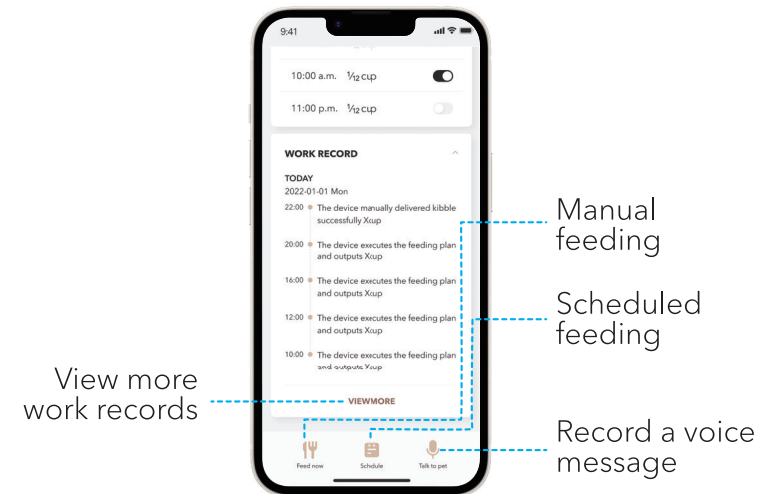 9:41
10:00 a.m. 1/12 cup
11:00 p.m. 1/12 cup
WORK RECORD
TODAY
2022-01-01 Mon
22:00 The device manually delivered kibble
successfully Xcup
20:00 The device executes the feeding plan
and outputs Xcup
16:00 The device executes the feeding plan
and outputs Xcup
12:00 The device executes the feeding plan
and outputs Xcup
10:00 The device executes the feeding plan
and outputs Xcup
VIEWMORE
Feed now
Schdule
Talk to pet
Manual
feeding
Scheduled
feeding
View more
work records
Record a voice
message